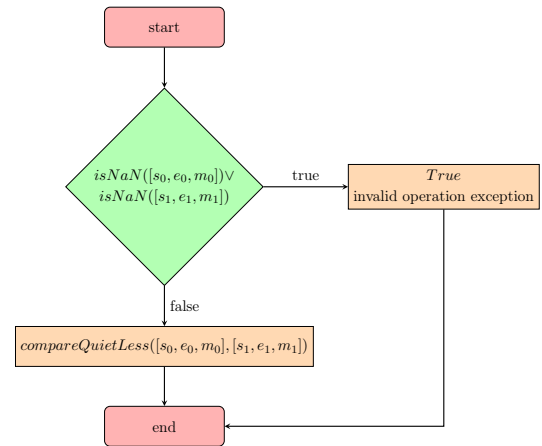 start
isNaN([s₀, e₀, m₀])∨
isNaN([s₁, e₁, m₁])
true
True
invalid operation exception
false
compareQuietLess([s₀, e₀, m₀], [s₁, e₁, m₁])
end